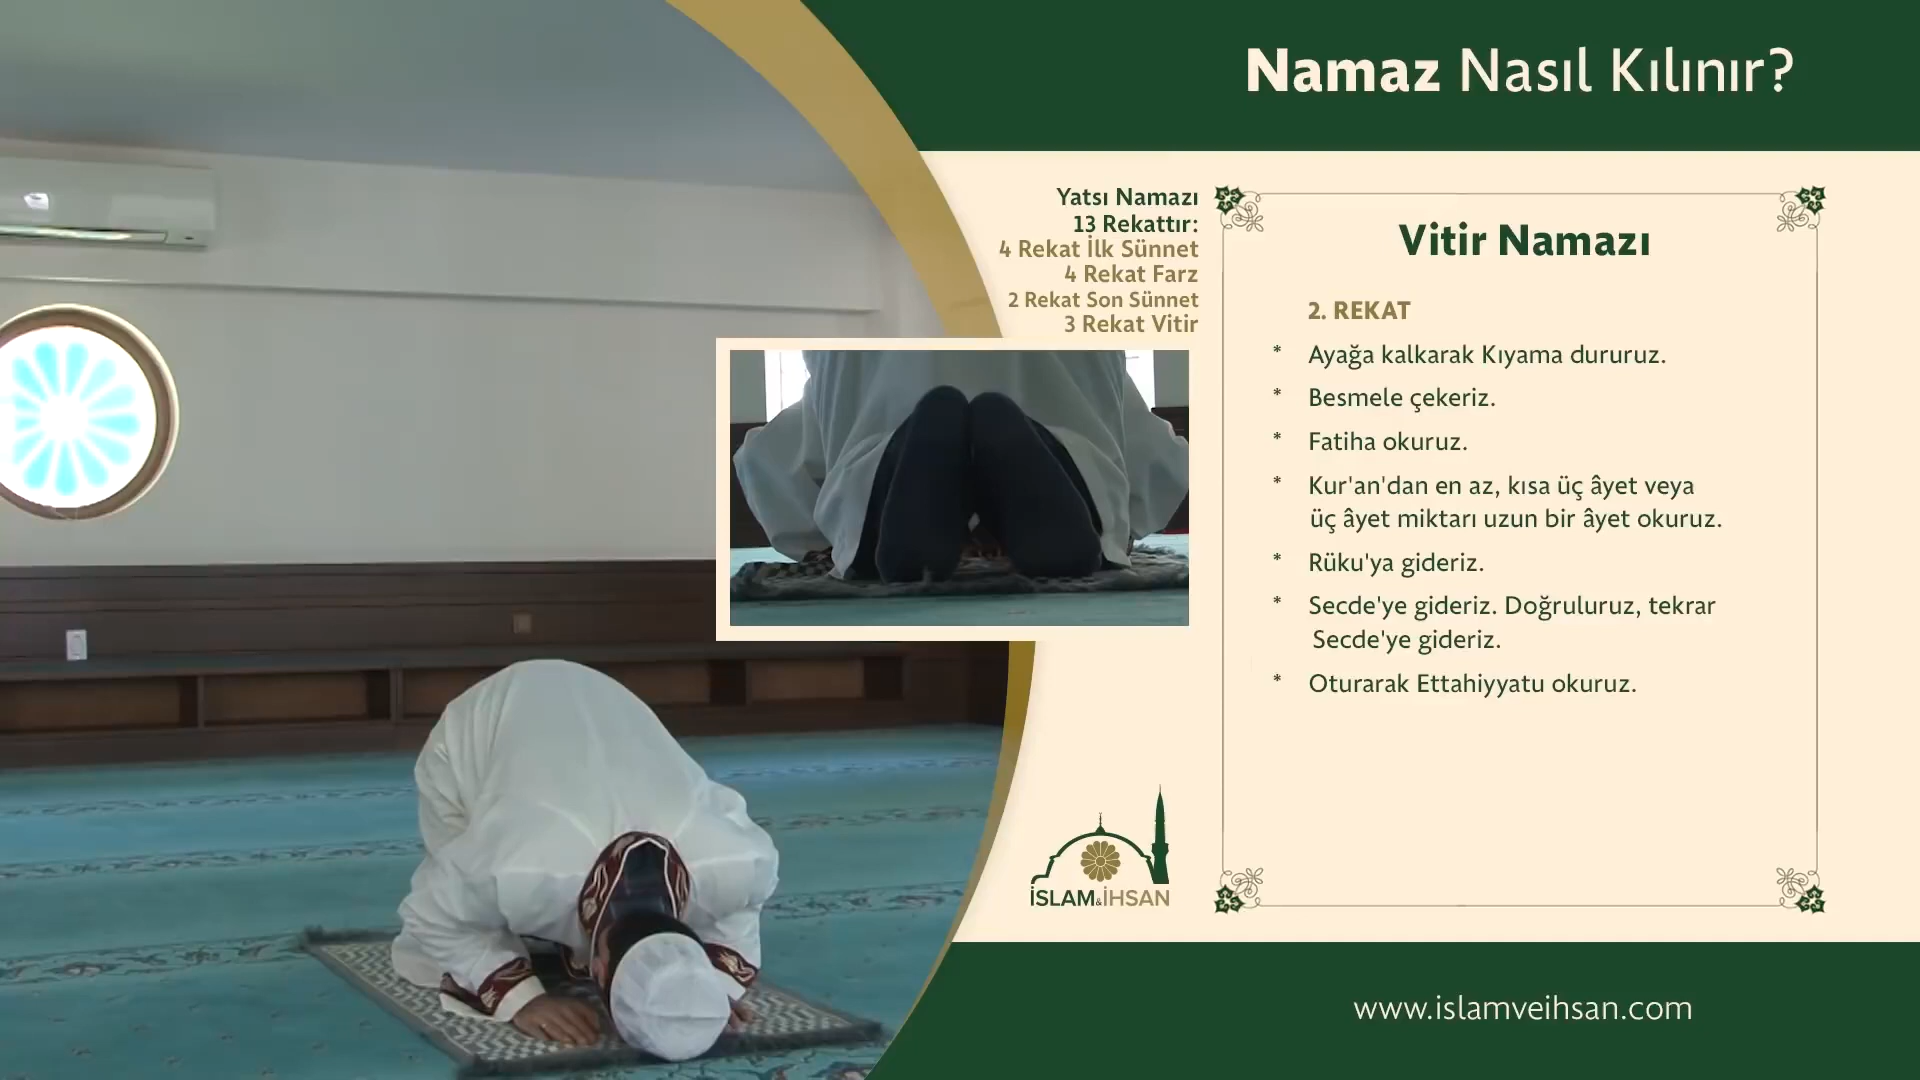 Namaz Nasıl Kılınır?
Yatsı Namazı
13 Rekattır:
4 Rekat İlk Sünnet
4 Rekat Farz
2 Rekat Son Sünnet
3 Rekat Vitir
Vitir Namazı
2. REKAT
* Ayağa kalkarak Kıyama dururuz.
* Besmele çekeriz.
* Fatiha okuruz.
* Kur'an'dan en az, kısa üç âyet veya
üç âyet miktarı uzun bir âyet okuruz.
* Rüku'ya gideriz.
* Secde'ye gideriz. Doğruluruz, tekrar
Secde'ye gideriz.
* Oturarak Ettahiyyatu okuruz.
İSLAM&İHSAN
www.islamveihsan.com